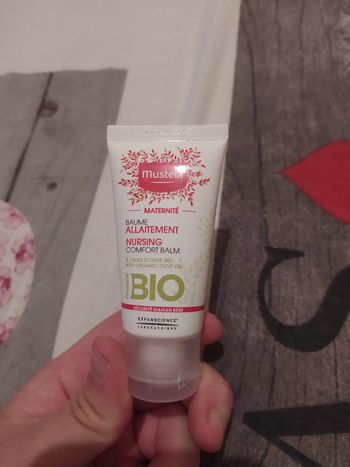 mustela
MATERNITÉ
BAUME
ALLAITEMENT
NURSING
COMFORT BALM
À L'HUILE D'OLIVE BIO
WITH ORGANIC OLIVE OIL
BIO
SÉCURITÉ MAMAN BÉBÉ
EXPANSCIENCE
LABORATOIRES
S